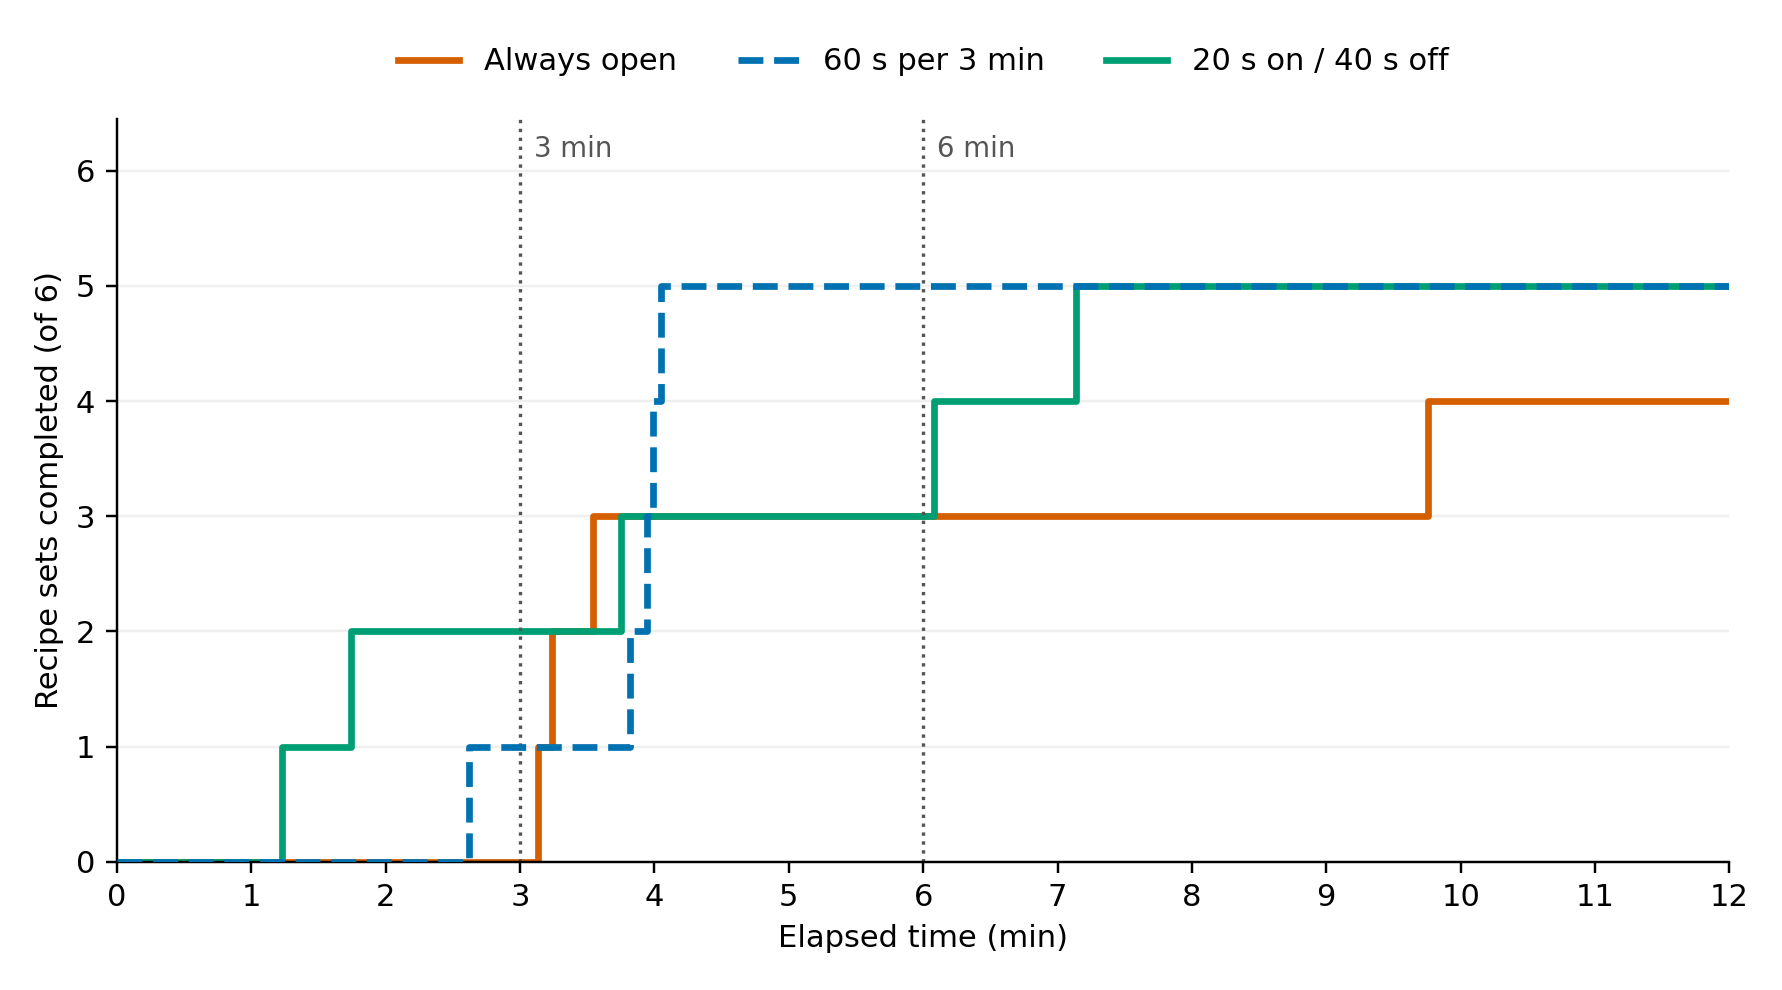 Always open
60 s per 3 min
20 s on / 40 s off
3 min
6 min
Recipe sets completed (of 6)
6
5
4
3
2
1
0
0 1 2 3 4 5 6 7 8 9 10 11 12
Elapsed time (min)